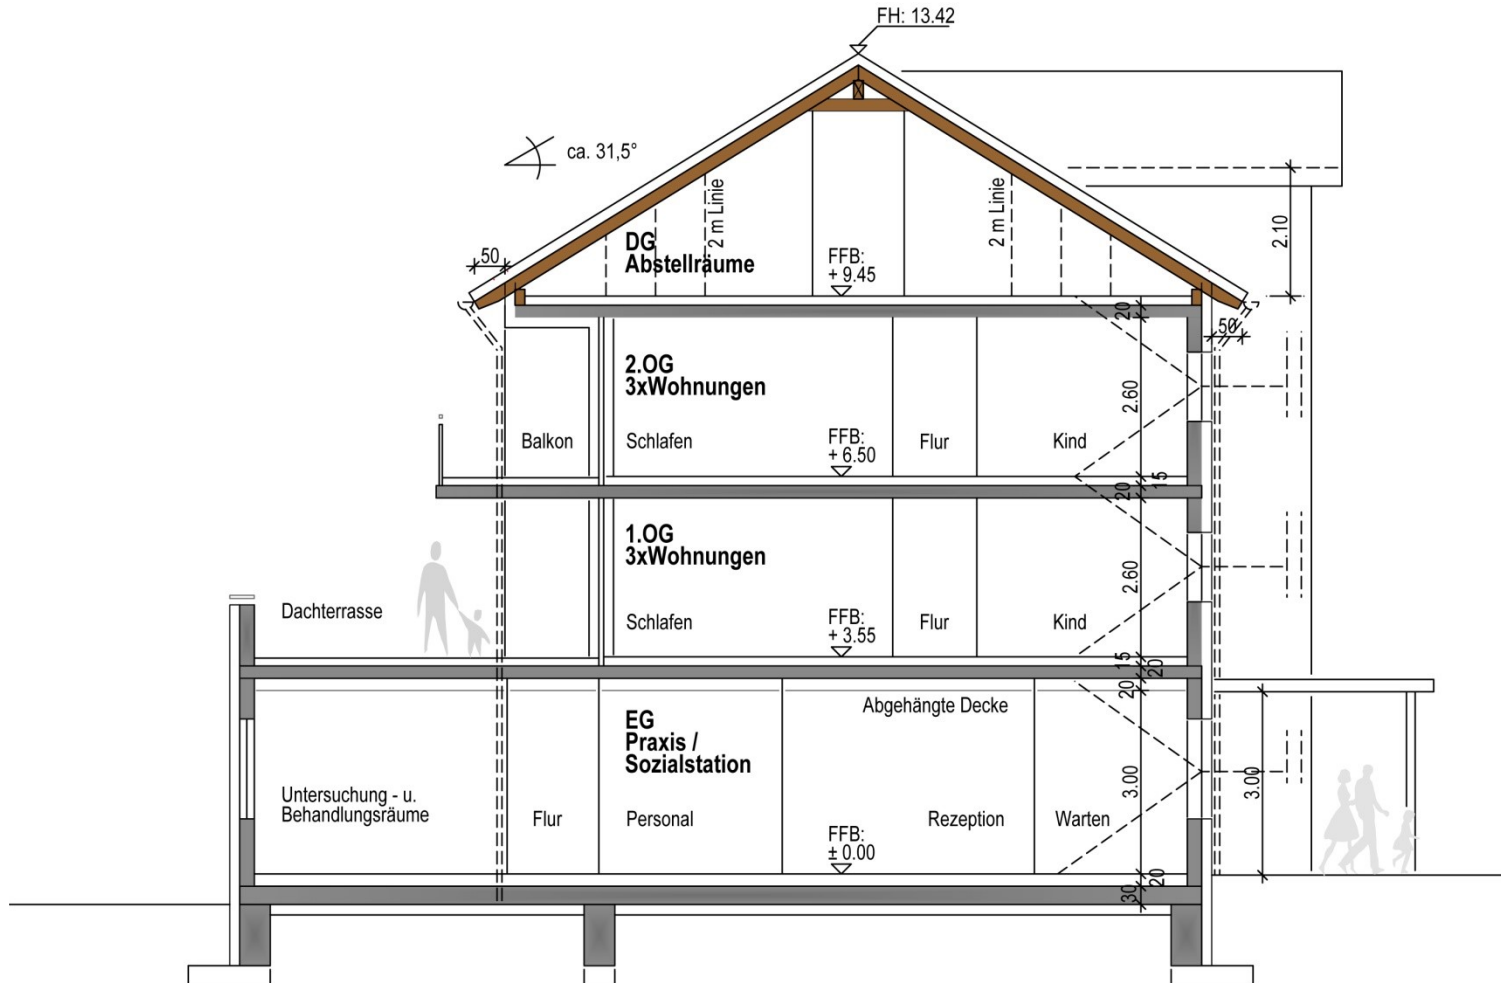 FH: 13.42
ca. 31,5°
50
2 m Linie
2 m Linie
2.10
DG
Abstellräume
FFB:
+ 9.45
20
50
2.OG
3xWohnungen
2.60
Balkon
Schlafen
FFB:
+ 6.50
Flur
Kind
20
15
1.OG
3xWohnungen
2.60
Dachterrasse
Schlafen
FFB:
+ 3.55
Flur
Kind
15
20
20
Abgehängte Decke
EG
Praxis /
Sozialstation
3.00
3.00
Untersuchung - u.
Behandlungsräume
Flur
Personal
Rezeption
Warten
FFB:
± 0.00
20
30